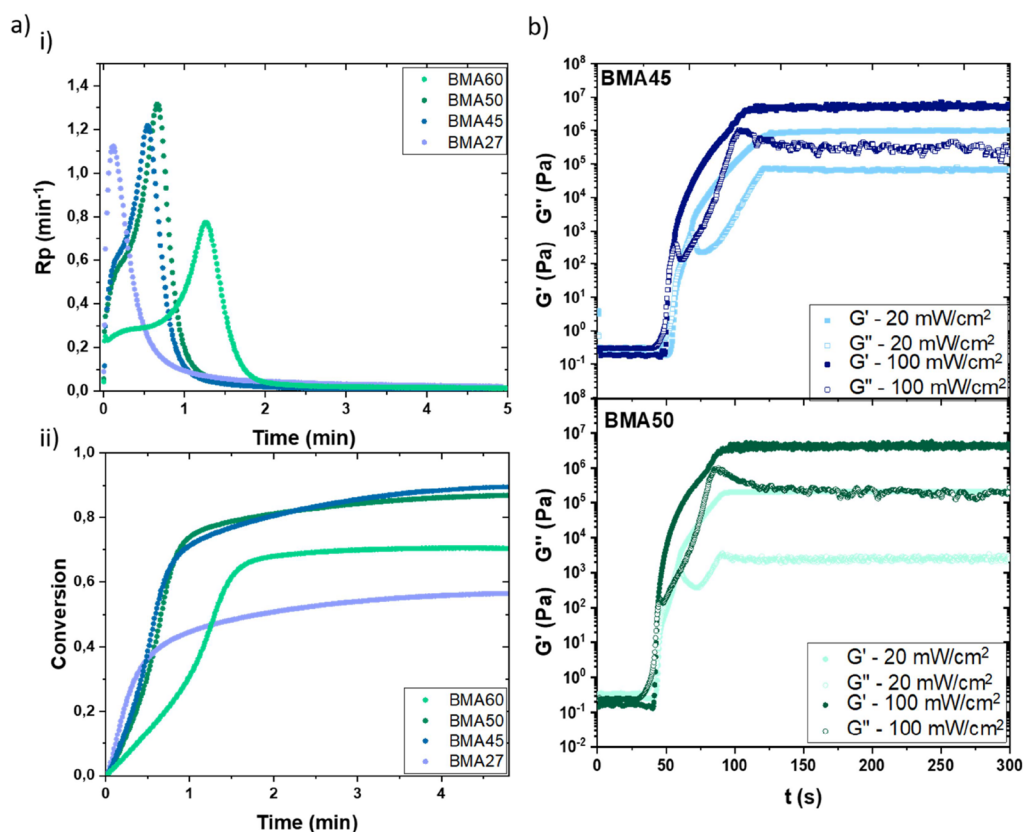 a)
i)
1,4
1,2
1,0
0,8
0,6
0,4
0,2
0,0
Rp (min-1)
BMA60
BMA50
BMA45
BMA27
0 1 2 3 4 5
Time (min)
ii)
1,0
0,8
0,6
0,4
0,2
0,0
Conversion
BMA60
BMA50
BMA45
BMA27
0 1 2 3 4
Time (min)
b)
BMA45
10⁸
10⁷
10⁶
10⁵
10⁴
10³
10²
10¹
10⁰
10⁻¹
10⁸
G' (Pa) G'' (Pa)
G' - 20 mW/cm²
G'' - 20 mW/cm²
G' - 100 mW/cm²
G'' - 100 mW/cm²
BMA50
10⁷
10⁶
10⁵
10⁴
10³
10²
10¹
10⁰
10⁻¹
10⁻²
G' (Pa) G'' (Pa)
G' - 20 mW/cm²
G'' - 20 mW/cm²
G' - 100 mW/cm²
G'' - 100 mW/cm²
0 50 100 150 200 250 300
t (s)